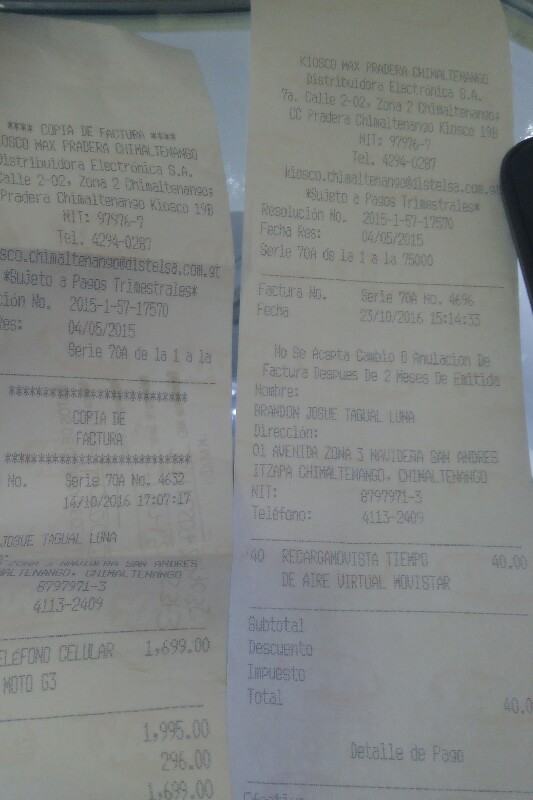 **** COPIA DE FACTURA ****
KIOSCO MAX PRADERA CHIMALTENANGO
Distribuidora Electrónica S.A.
Calle 2-02, Zona 2 Chimaltenango;
Pradera Chimaltenango Kiosco 19B
NIT: 97976-7
Tel. 4294-0287
osco.chimaltenango@distelsa.com.gt
*Sujeto a Pagos Trimestrales*
ción No. 2015-1-57-17570
Res: 04/05/2015
Serie 70A de la 1 a la
***********************************
COPIA DE
FACTURA
***********************************
No. Serie 70A No. 4632
14/10/2016 17:07:17
JOSUE TAGUAL LUNA
ZONA 3 NAVIDEÑA SAN ANDRES
MALTENANGO, CHIMALTENANGO
8797971-3
4113-2409
ELEFONO CELULAR 1,699.00
MOTO G3
1,995.00
296.00
1,699.00
KIOSCO MAX PRADERA CHIMALTENANGO
Distribuidora Electrónica S.A.
7a. Calle 2-02, Zona 2 Chimaltenango;
CC Pradera Chimaltenango Kiosco 19B
NIT: 97976-7
Tel. 4294-0287
kiosco.chimaltenango@distelsa.com.gt
*Sujeto a Pagos Trimestrales*
Resolución No. 2015-1-57-17570
Fecha Res: 04/05/2015
Serie 70A de la 1 a la 75000
Factura No. Serie 70A No. 4696
Fecha 23/10/2016 15:14:33
No Se Acepta Cambio O Anulacion De
Factura Despues De 2 Meses De Emitida
Nombre:
BRANDON JOSUE TAGUAL LUNA
Dirección:
01 AVENIDA ZONA 3 NAVIDEÑA SAN ANDRES
ITZAPA CHIMALTENANGO, CHIMALTENANGO
NIT: 8797971-3
Teléfono: 4113-2409
40 RECARGAMOVISTA TIEMPO 40.00
DE AIRE VIRTUAL MOVISTAR
Subtotal
Descuento
Impuesto
Total 40.0
Detalle de Pago
Efectivo